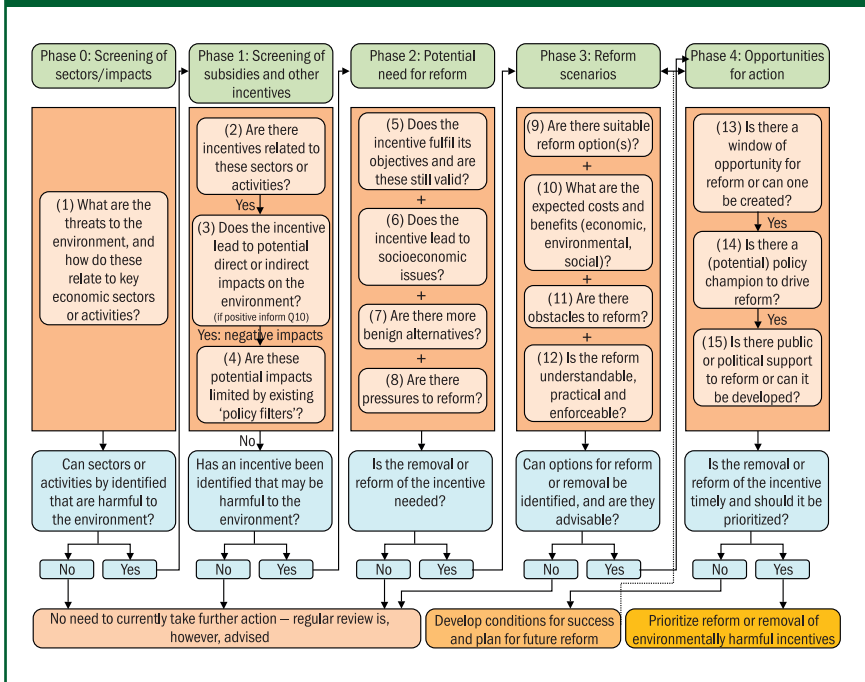 Phase 0: Screening of
sectors/impacts
Phase 1: Screening of
subsidies and other
incentives
Phase 2: Potential
need for reform
Phase 3: Reform
scenarios
Phase 4: Opportunities
for action
(1) What are the
threats to the
environment, and
how do these
relate to key
economic sectors
or activities?
(2) Are there
incentives related to
these sectors or
activities?
Yes
(3) Does the incentive
lead to potential
direct or indirect
impacts on the
environment?
(if positive inform Q10)
Yes: negative impacts
(4) Are these
potential impacts
limited by existing
‘policy filters’?
No
(5) Does the
incentive fulfil its
objectives and are
these still valid?
+
(6) Does the
incentive lead to
socioeconomic
issues?
+
(7) Are there more
benign alternatives?
+
(8) Are there
pressures to reform?
(9) Are there suitable
reform option(s)?
+
(10) What are the
expected costs and
benefits (economic,
environmental,
social)?
+
(11) Are there
obstacles to reform?
+
(12) Is the reform
understandable,
practical and
enforceable?
(13) Is there a
window of
opportunity for
reform or can one
be created?
Yes
(14) Is there a
(potential) policy
champion to drive
reform?
Yes
(15) Is there public
or political support
to reform or can it
be developed?
Can sectors or
activities by identified
that are harmful to
the environment?
Has an incentive been
identified that may be
harmful to the
environment?
Is the removal or
reform of the incentive
needed?
Can options for reform
or removal be
identified, and are they
advisable?
Is the removal or
reform of the incentive
timely and should it be
prioritized?
No
Yes
No
Yes
No
Yes
No
Yes
No
Yes
No need to currently take further action — regular review is,
however, advised
Develop conditions for success
and plan for future reform
Prioritize reform or removal of
environmentally harmful incentives